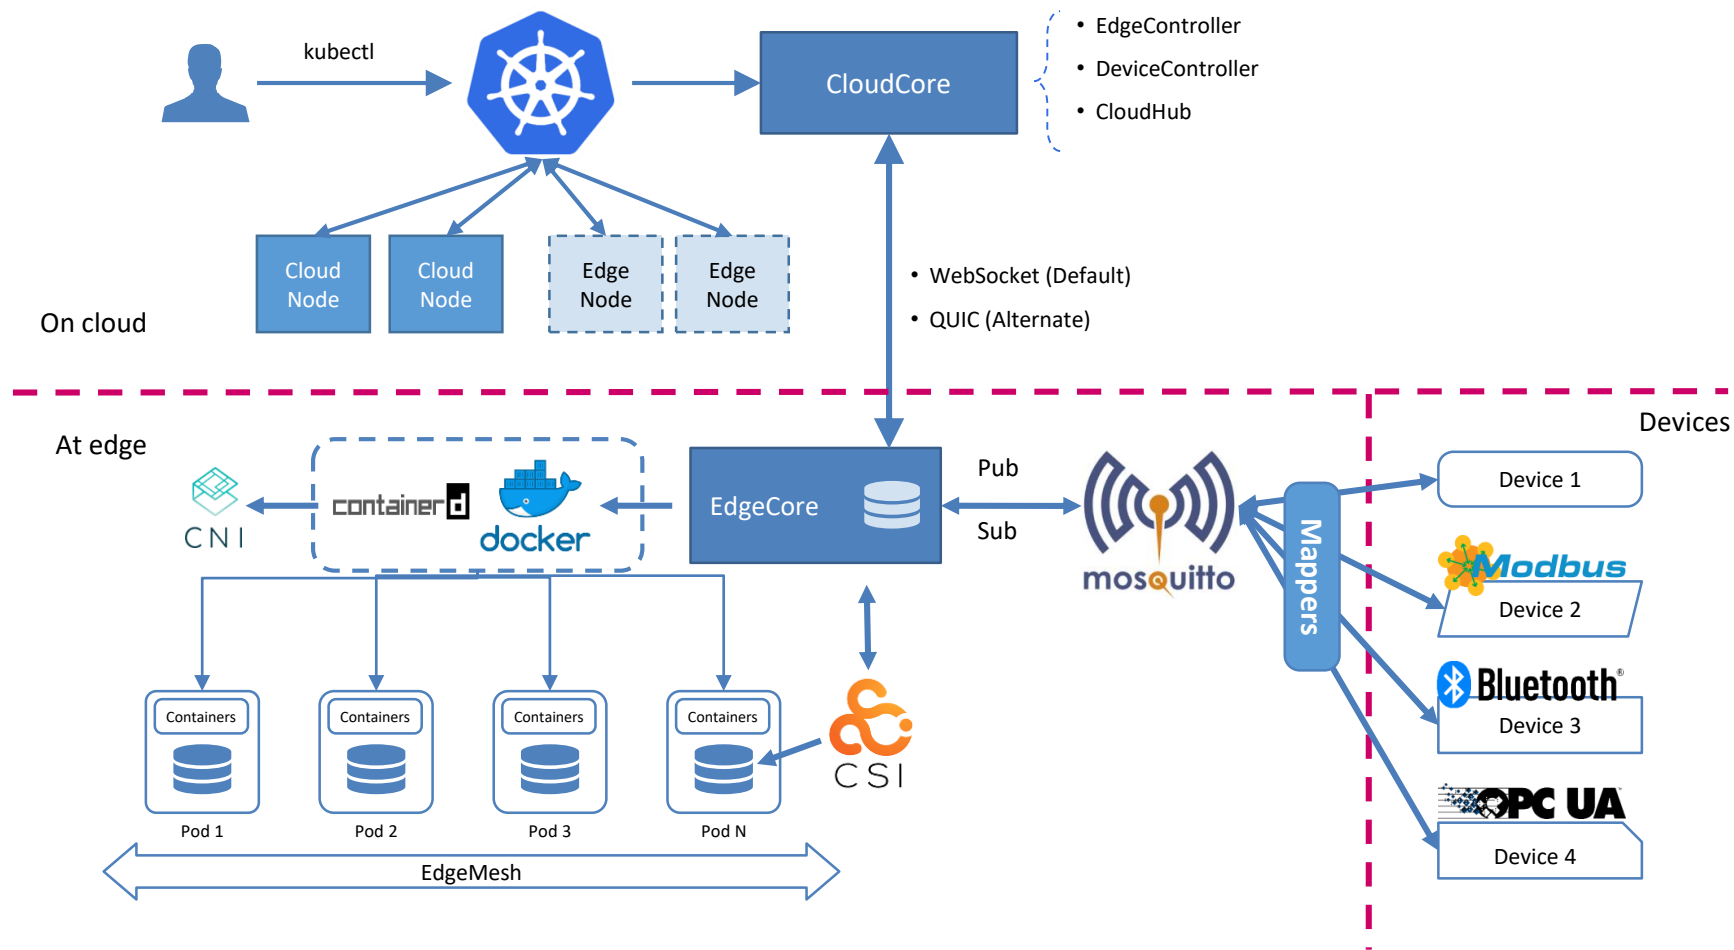 kubectl
CloudCore
• EdgeController
• DeviceController
• CloudHub
Cloud
Node
Cloud
Node
Edge
Node
Edge
Node
• WebSocket (Default)
• QUIC (Alternate)
On cloud
At edge
Devices
CNI
containerd
docker
EdgeCore
Pub
Sub
mosquitto
Mappers
Device 1
Modbus
Device 2
Bluetooth®
Device 3
OPC UA
Device 4
Containers
Containers
Containers
Containers
CSI
Pod 1
Pod 2
Pod 3
Pod N
EdgeMesh